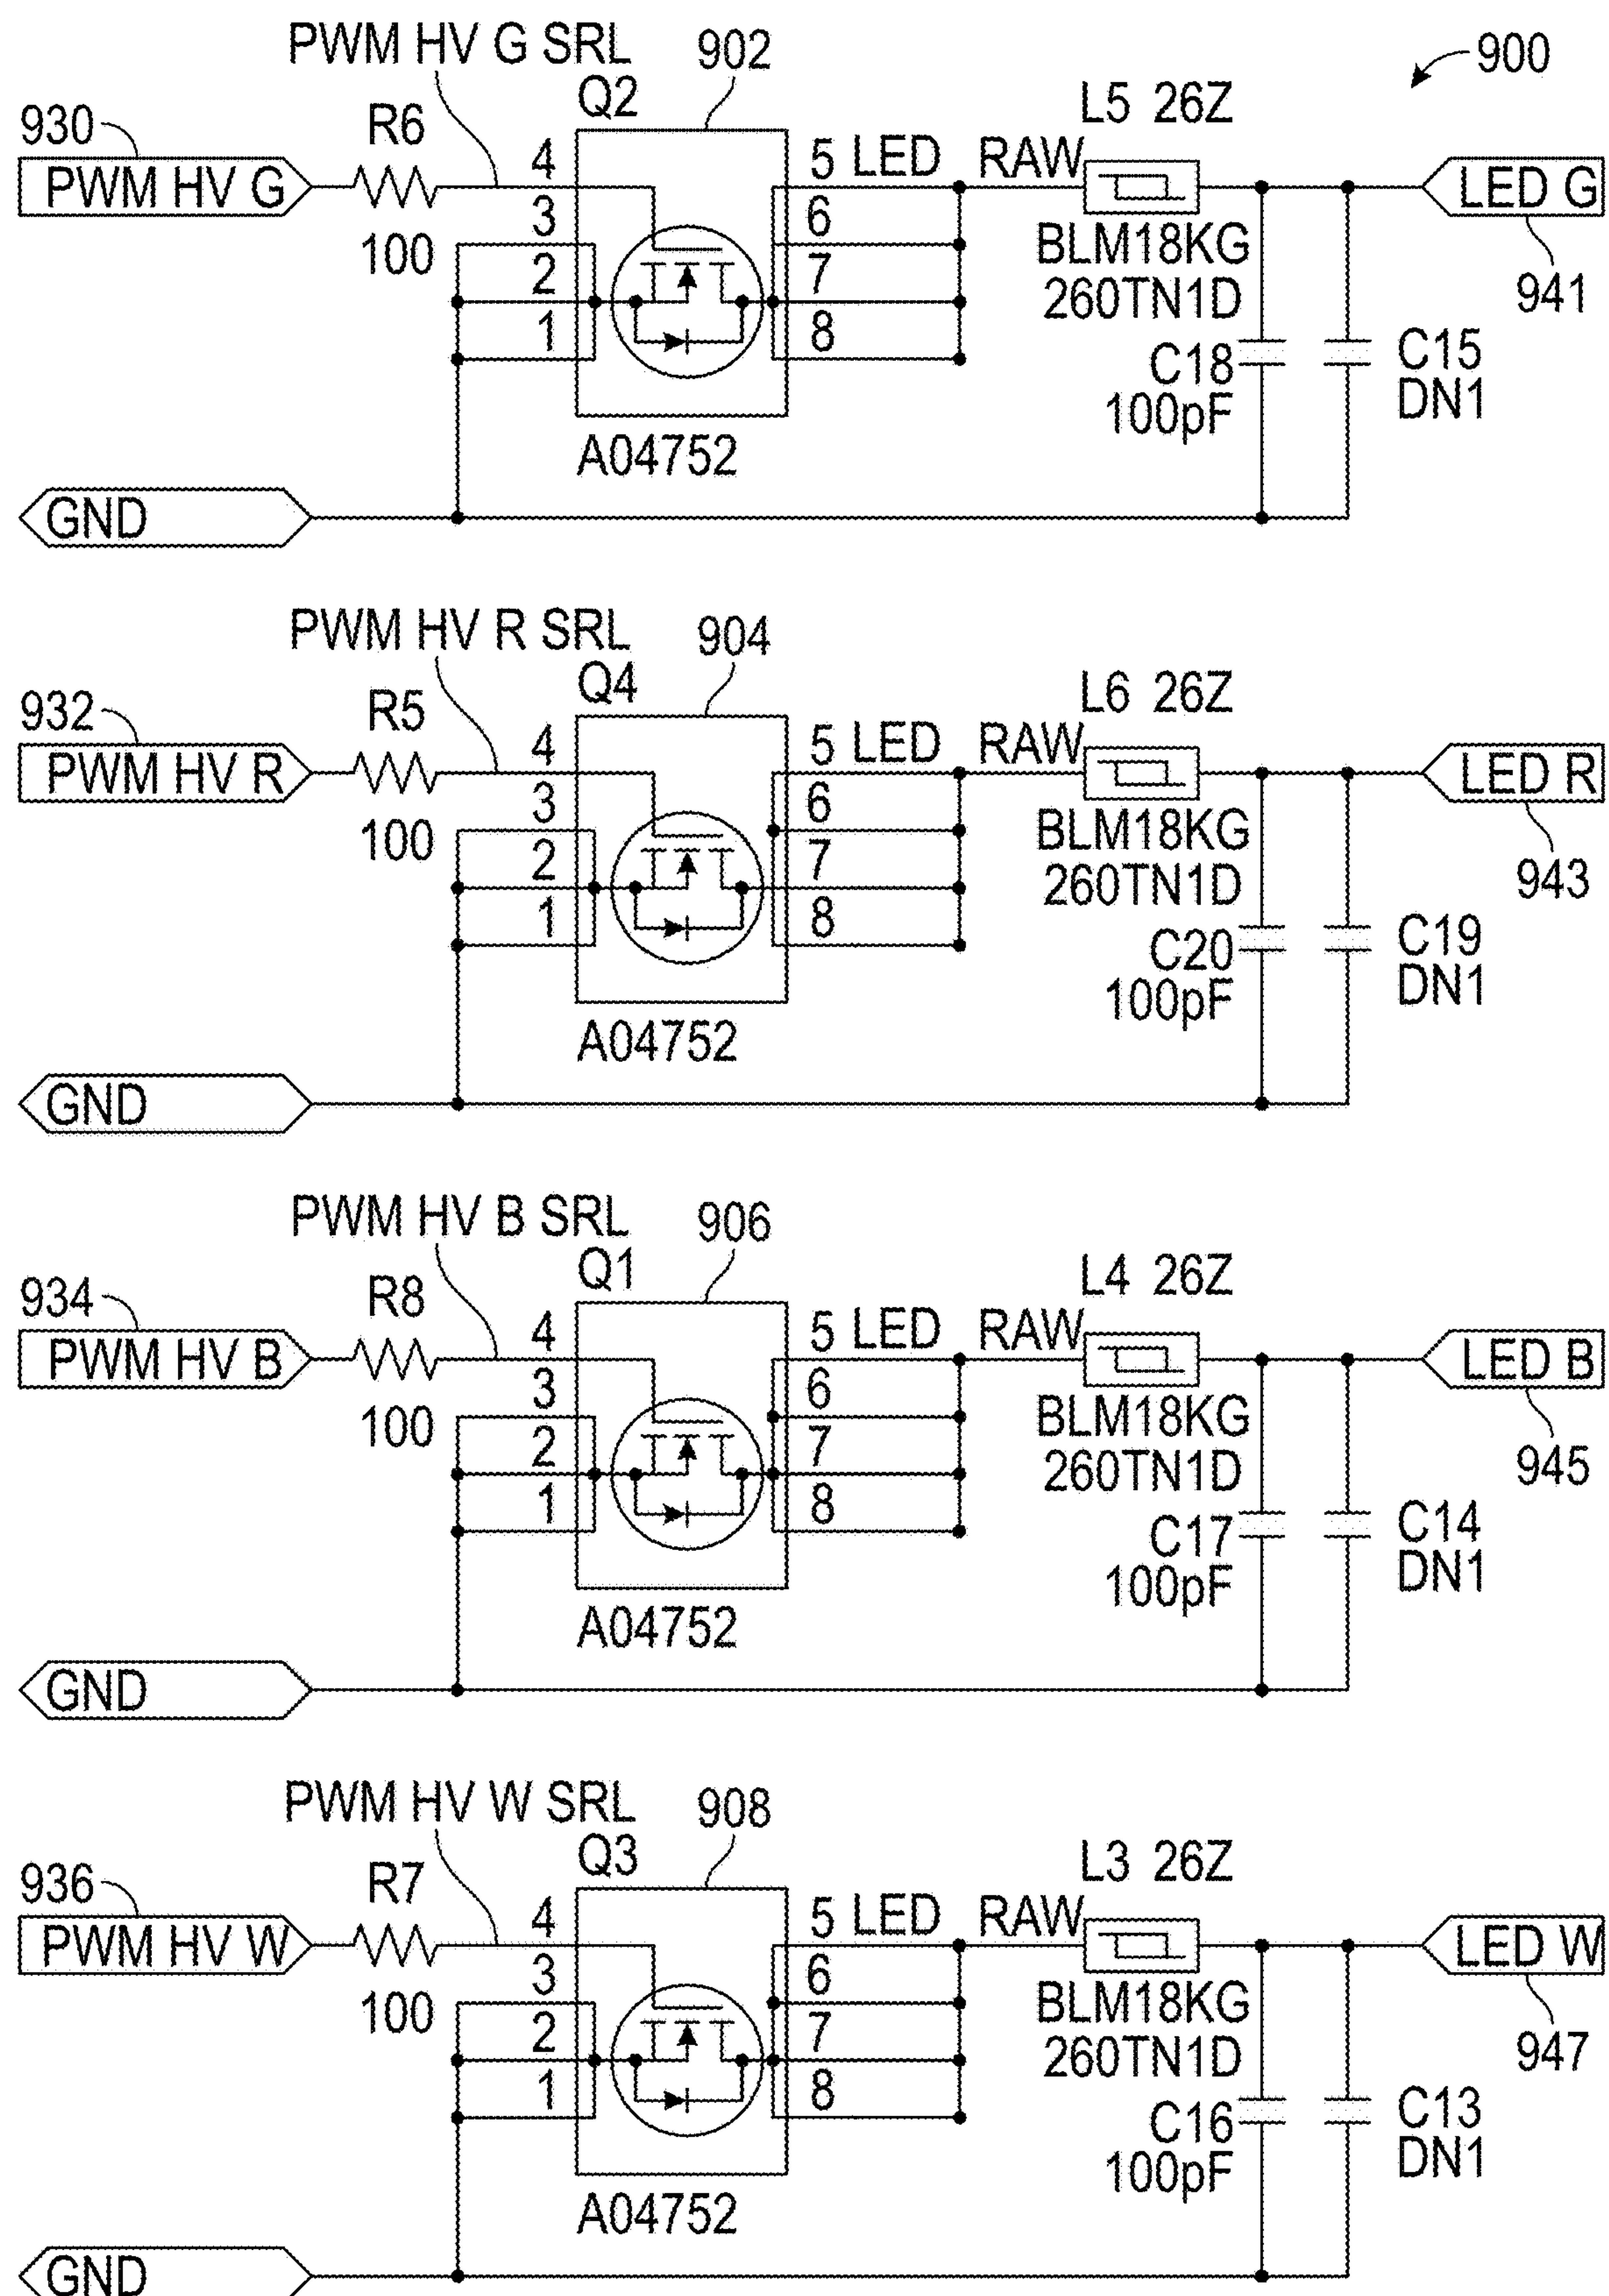 PWM HV G SRL
902
900
Q2
L5 26Z
930
R6
4
5 LED
RAW
PWM HV G
LED G
3
6
100
BLM18KG
2
7
260TN1D
941
1
8
C18
100pF
C15
DN1
A04752
GND
PWM HV R SRL
904
Q4
L6 26Z
932
R5
4
5 LED
RAW
PWM HV R
LED R
3
6
100
BLM18KG
2
7
260TN1D
943
1
8
C20
100pF
C19
DN1
A04752
GND
PWM HV B SRL
906
Q1
L4 26Z
934
R8
4
5 LED
RAW
PWM HV B
LED B
3
6
100
BLM18KG
2
7
260TN1D
945
1
8
C17
100pF
C14
DN1
A04752
GND
PWM HV W SRL
908
Q3
L3 26Z
936
R7
4
5 LED
RAW
PWM HV W
LED W
3
6
100
BLM18KG
2
7
260TN1D
947
1
8
C16
100pF
C13
DN1
A04752
GND